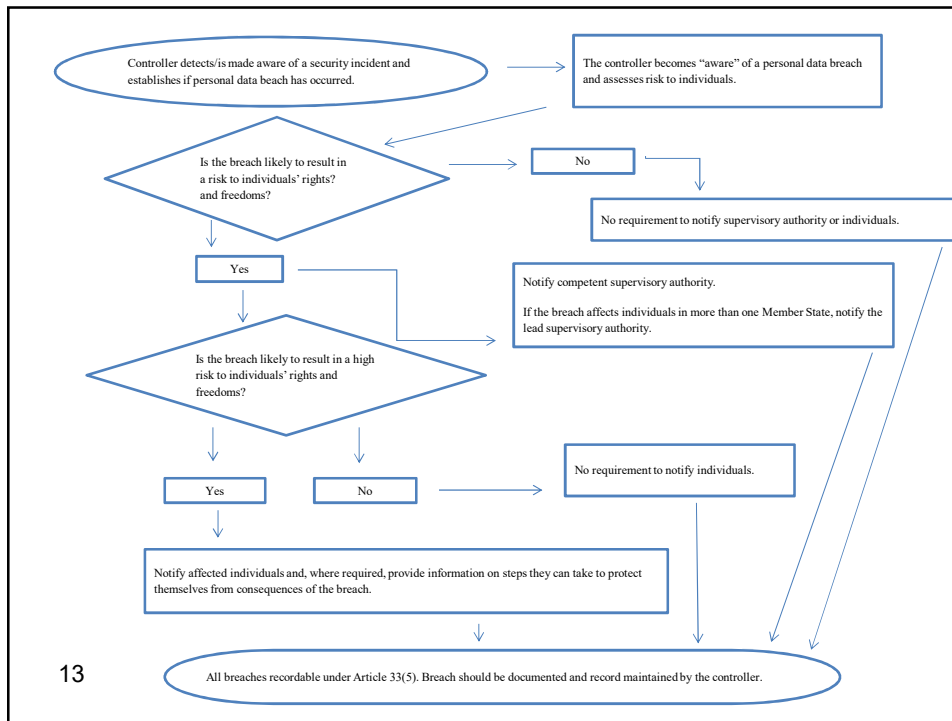 Controller detects/is made aware of a security incident and
establishes if personal data beach has occurred.
The controller becomes “aware” of a personal data breach
and assesses risk to individuals.
Is the breach likely to result in
a risk to individuals’ rights?
and freedoms?
No
No requirement to notify supervisory authority or individuals.
Yes
Notify competent supervisory authority.
If the breach affects individuals in more than one Member State, notify the
lead supervisory authority.
Is the breach likely to result in a high
risk to individuals’ rights and
freedoms?
Yes
No
No requirement to notify individuals.
Notify affected individuals and, where required, provide information on steps they can take to protect
themselves from consequences of the breach.
All breaches recordable under Article 33(5). Breach should be documented and record maintained by the controller.
13